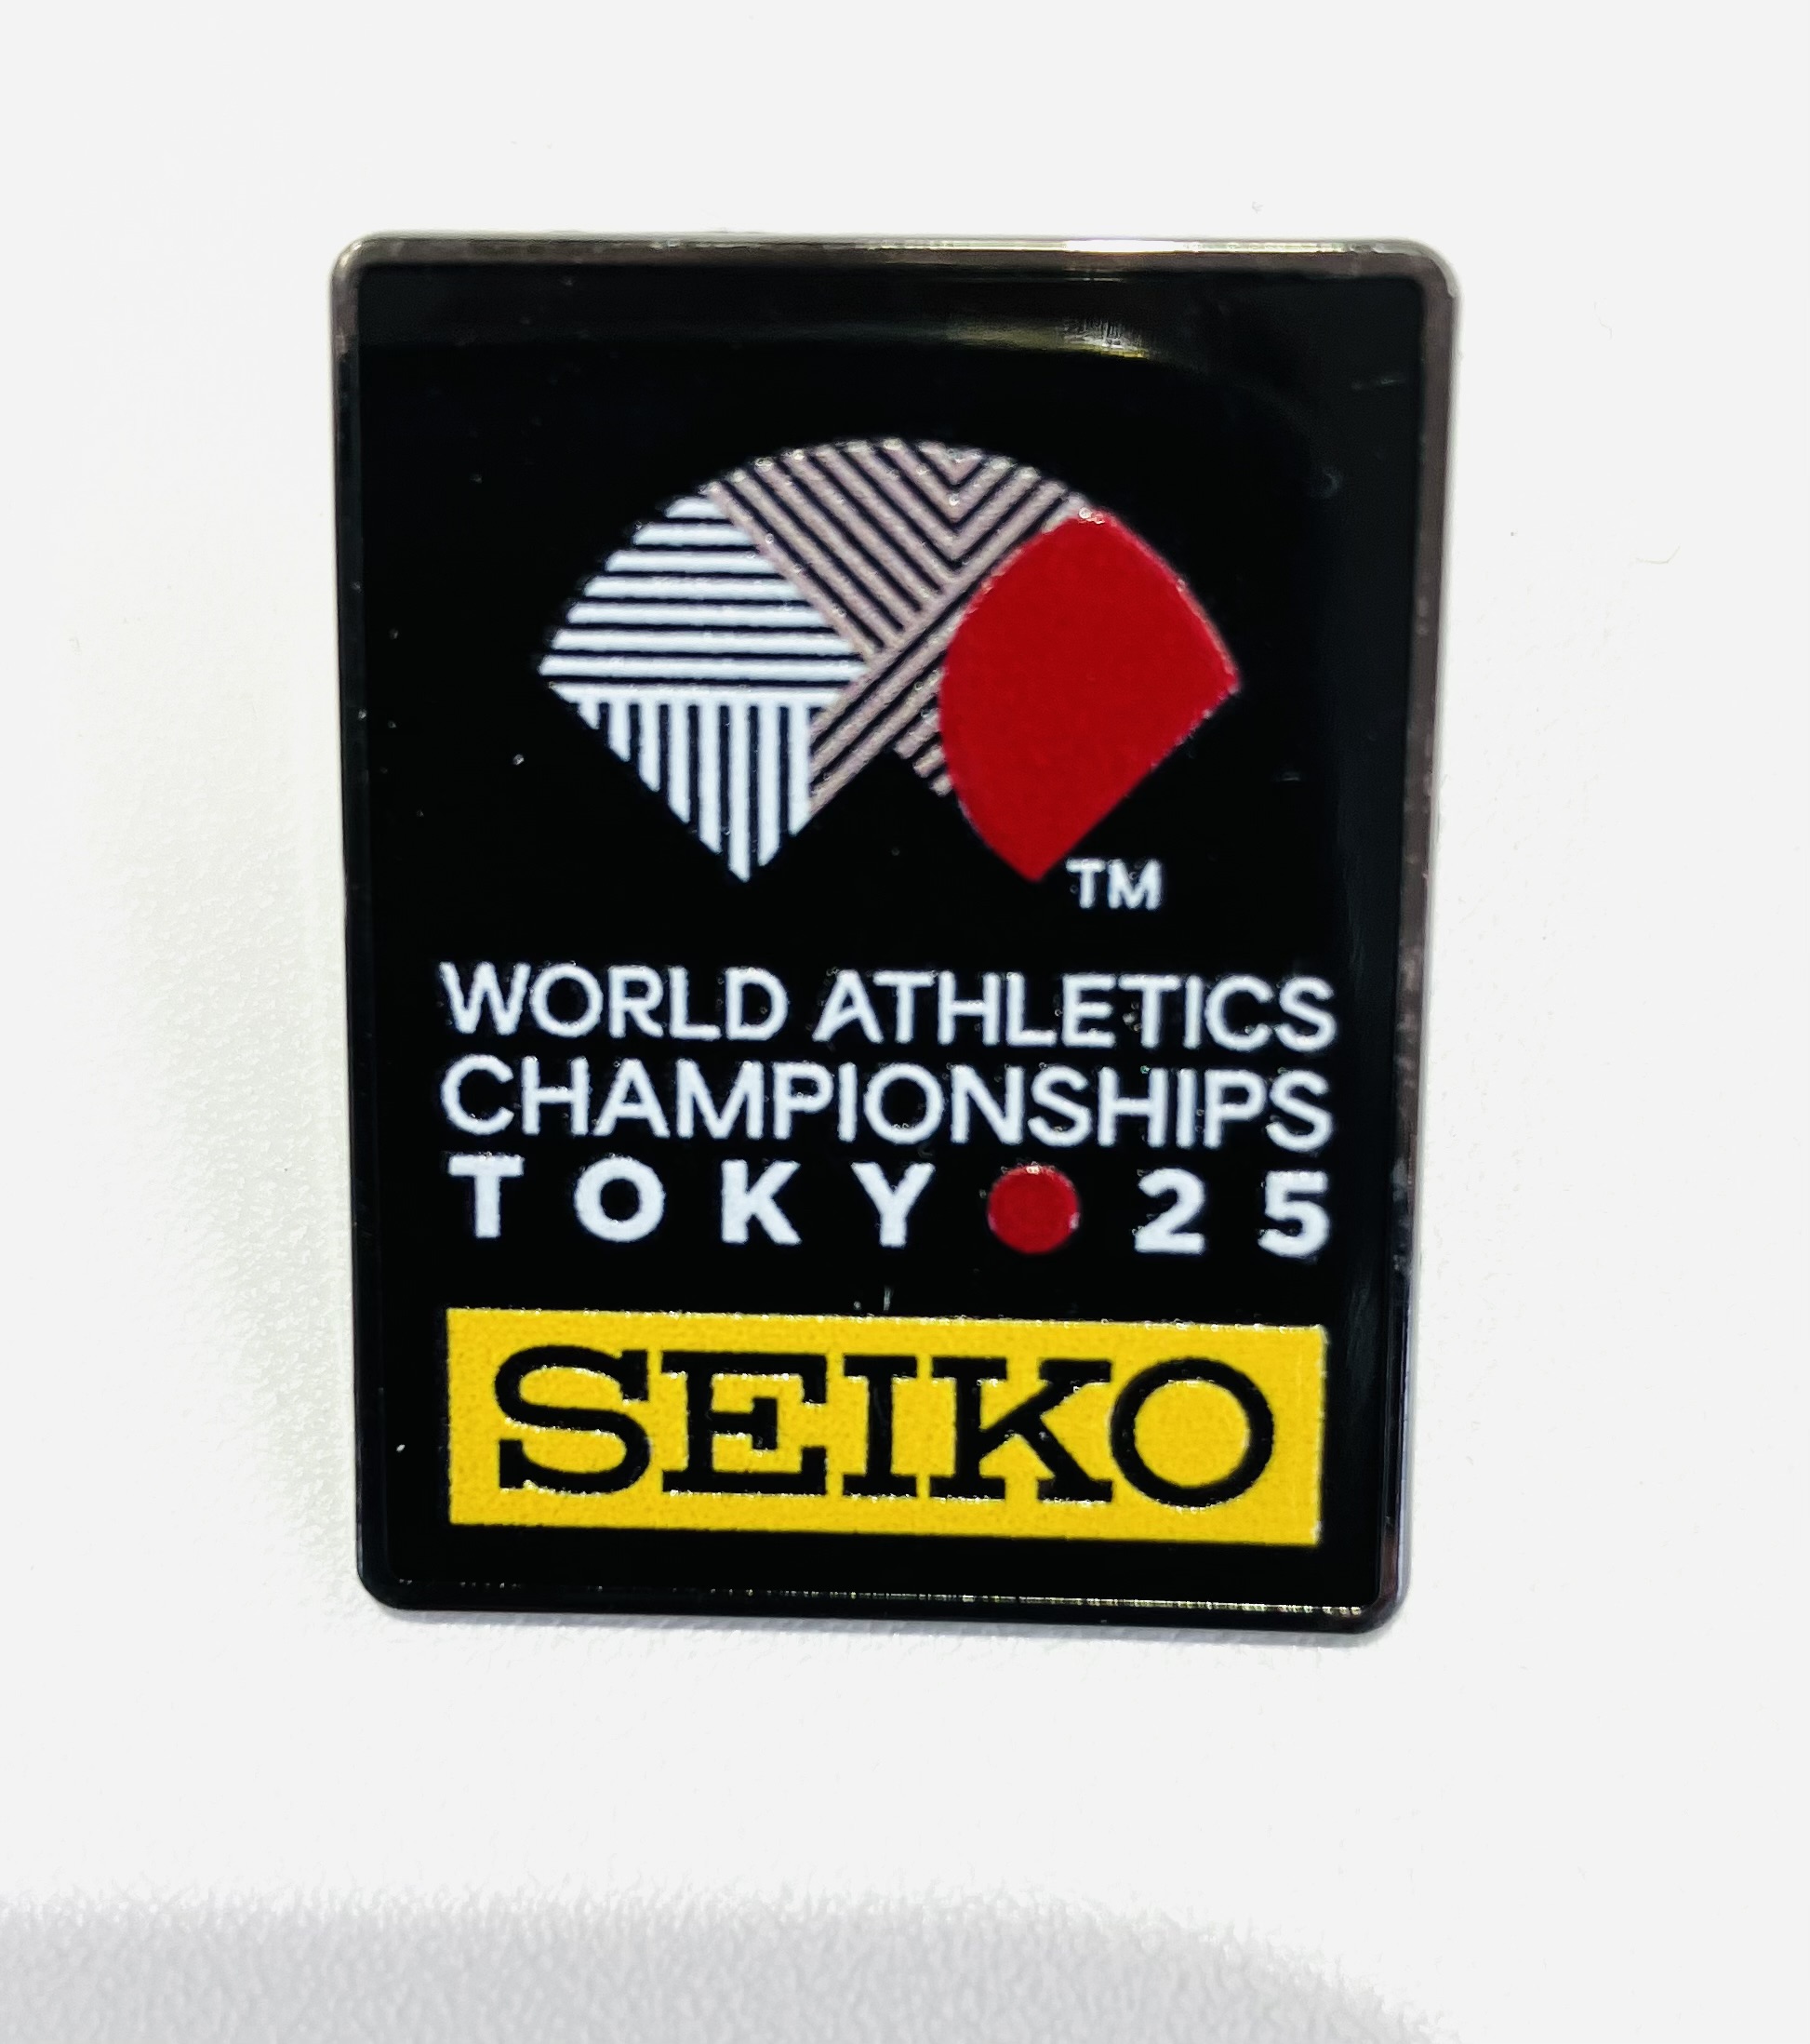 TM
WORLD ATHLETICS
CHAMPIONSHIPS
TOKY●25
SEIKO